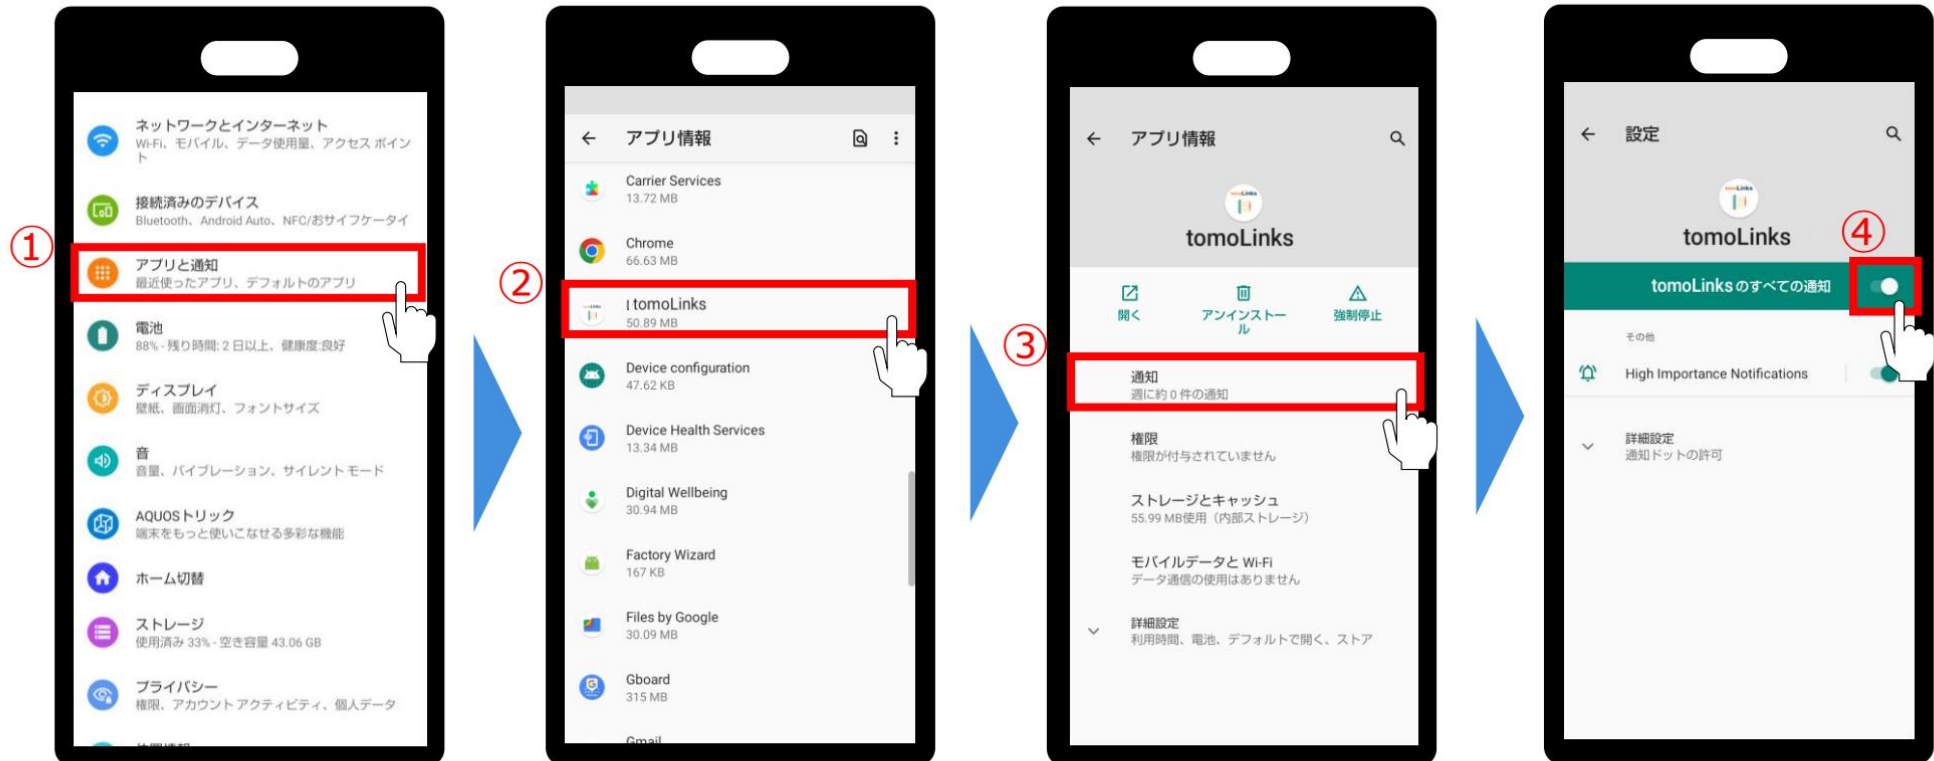 ①
ネットワークとインターネット
Wi-Fi、モバイル、データ使用量、アクセス ポイン
ト
接続済みのデバイス
Bluetooth、Android Auto、NFC/おサイフケータイ
アプリと通知
最近使ったアプリ、デフォルトのアプリ
電池
88% - 残り時間: 2 日以上、健康度:良好
ディスプレイ
壁紙、画面消灯、フォントサイズ
音
音量、バイブレーション、サイレント モード
AQUOSトリック
端末をもっと使いこなせる多彩な機能
ホーム切替
ストレージ
使用済み 33% - 空き容量 43.06 GB
プライバシー
権限、アカウント アクティビティ、個人データ
②
アプリ情報
Carrier Services
13.72 MB
Chrome
66.63 MB
tomoLinks
50.89 MB
Device configuration
47.62 KB
Device Health Services
13.34 MB
Digital Wellbeing
30.94 MB
Factory Wizard
167 KB
Files by Google
30.09 MB
Gboard
315 MB
Gmail
③
アプリ情報
tomoLinks
開く
アンインストー
ル
強制停止
通知
週に約 0 件の通知
権限
権限が付与されていません
ストレージとキャッシュ
55.99 MB使用（内部ストレージ）
モバイルデータと Wi-Fi
データ通信の使用はありません
詳細設定
利用時間、電池、デフォルトで開く、ストア
設定
tomoLinks
④
tomoLinks のすべての通知
その他
High Importance Notifications
詳細設定
通知ドットの許可